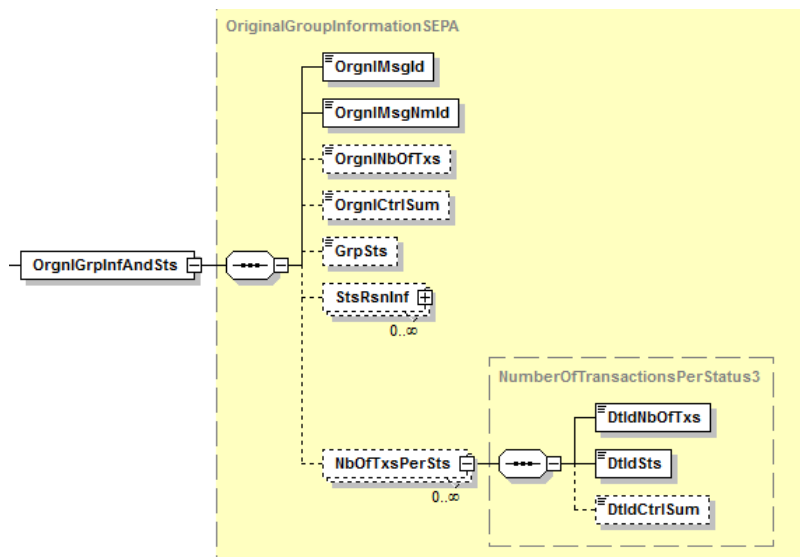 OriginalGroupInformationSEPA
OrgnlMsgId
OrgnlMsgNmId
OrgnlNbOfTxs
OrgnlCtrlSum
GrpSts
OrgnlGrpInfAndSts
StsRsnInf
0..∞
NumberOfTransactionsPerStatus3
DtldNbOfTxs
NbOfTxsPerSts
DtldSts
0..∞
DtldCtrlSum